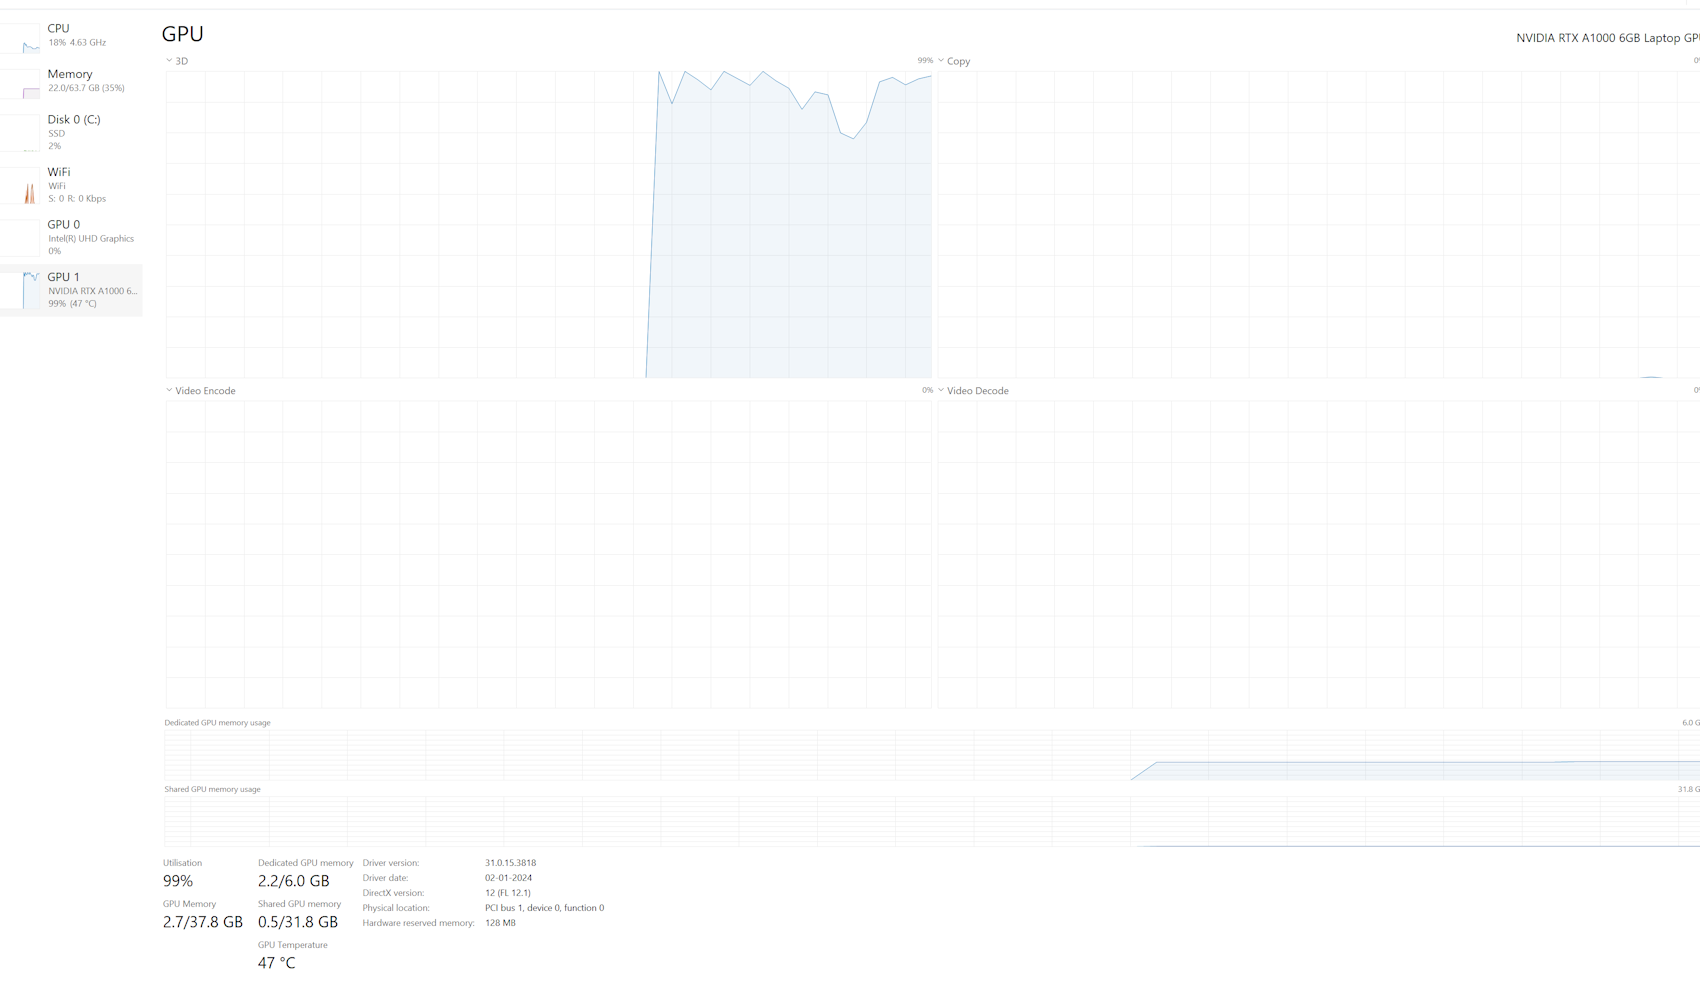 CPU
18% 4.63 GHz
Memory
22.0/63.7 GB (35%)
Disk 0 (C:)
SSD
2%
WiFi
WiFi
S: 0 R: 0 Kbps
GPU 0
Intel(R) UHD Graphics
0%
GPU 1
NVIDIA RTX A1000 6...
99% (47 °C)
GPU
NVIDIA RTX A1000 6GB Laptop GPU
3D 99%
Copy 0%
Video Encode 0%
Video Decode 0%
Dedicated GPU memory usage 6.0 G
Shared GPU memory usage 31.8 G
Utilisation
99%
GPU Memory
2.7/37.8 GB
Dedicated GPU memory
2.2/6.0 GB
Shared GPU memory
0.5/31.8 GB
GPU Temperature
47 °C
Driver version: 31.0.15.3818
Driver date: 02-01-2024
DirectX version: 12 (FL 12.1)
Physical location: PCI bus 1, device 0, function 0
Hardware reserved memory: 128 MB